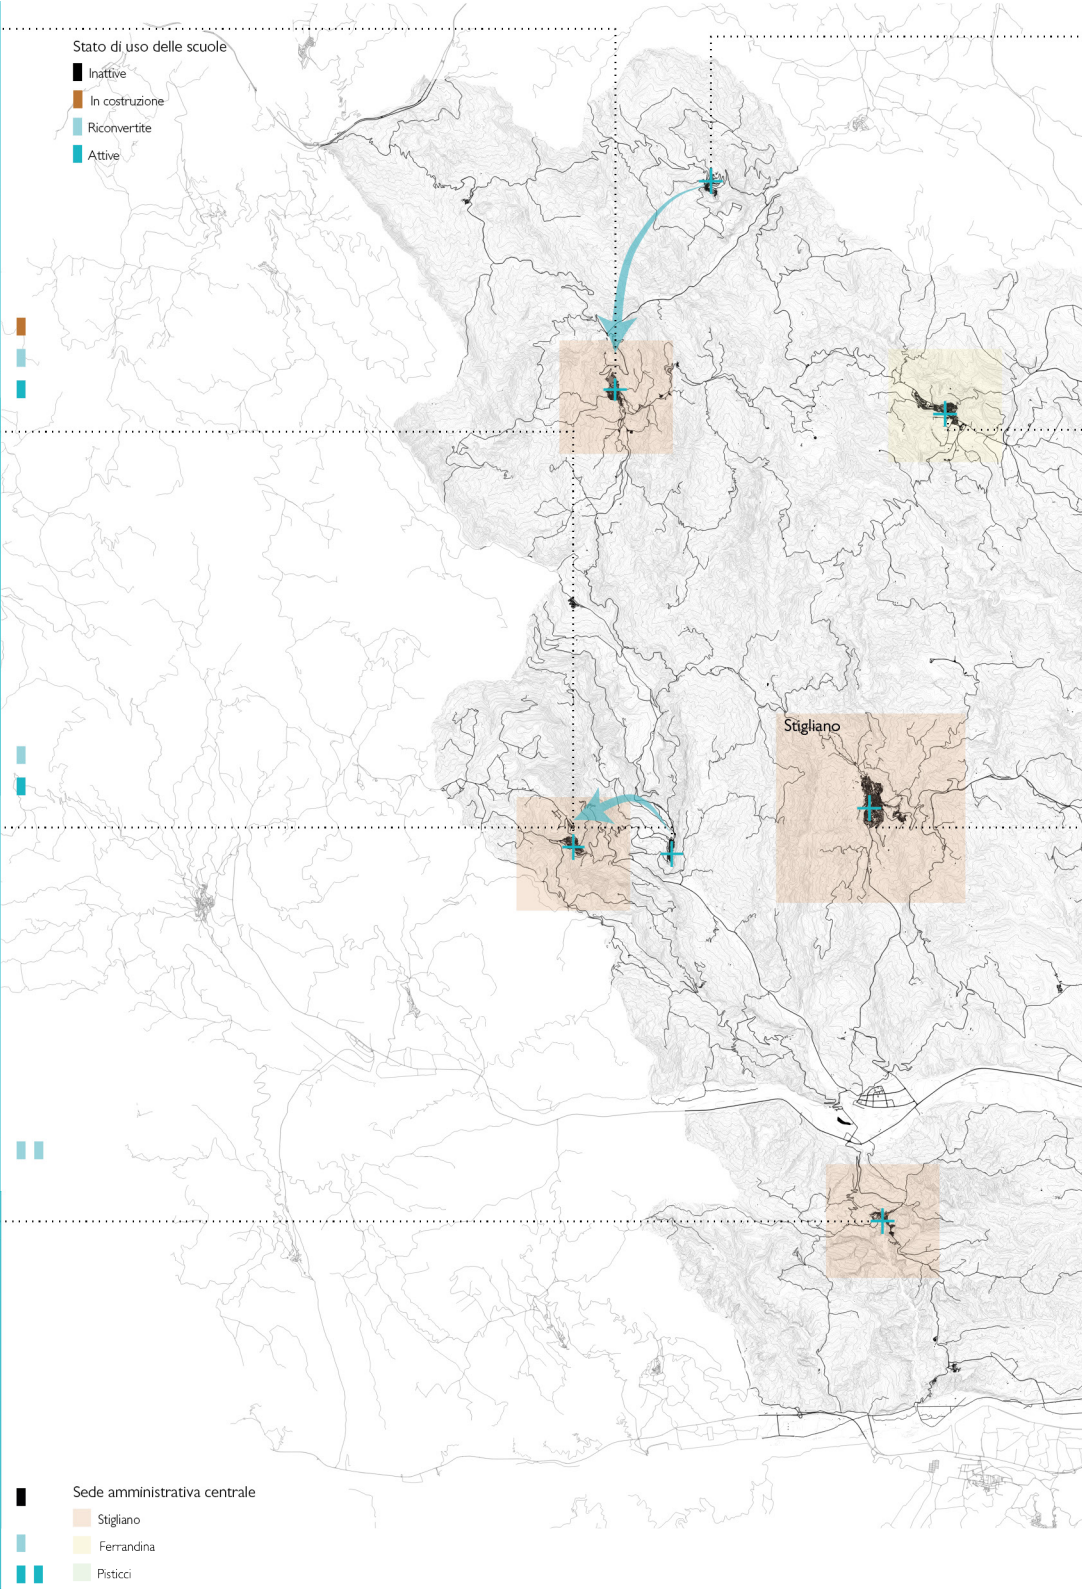 Stato di uso delle scuole
Inattive
In costruzione
Riconvertite
Attive
Stigliano
Sede amministrativa centrale
Stigliano
Ferrandina
Pisticci